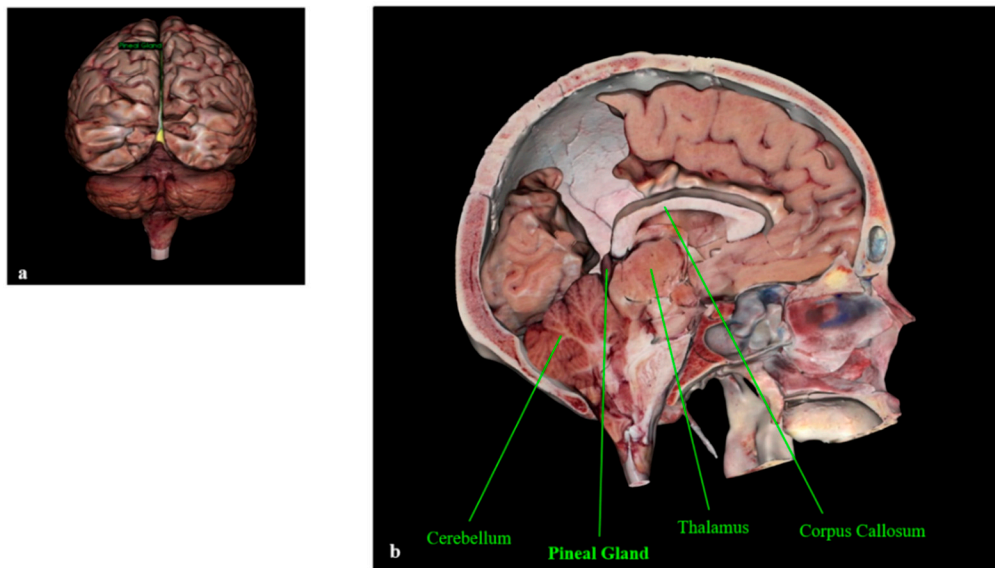 Pineal Gland
a
Cerebellum
Pineal Gland
Thalamus
Corpus Callosum
b